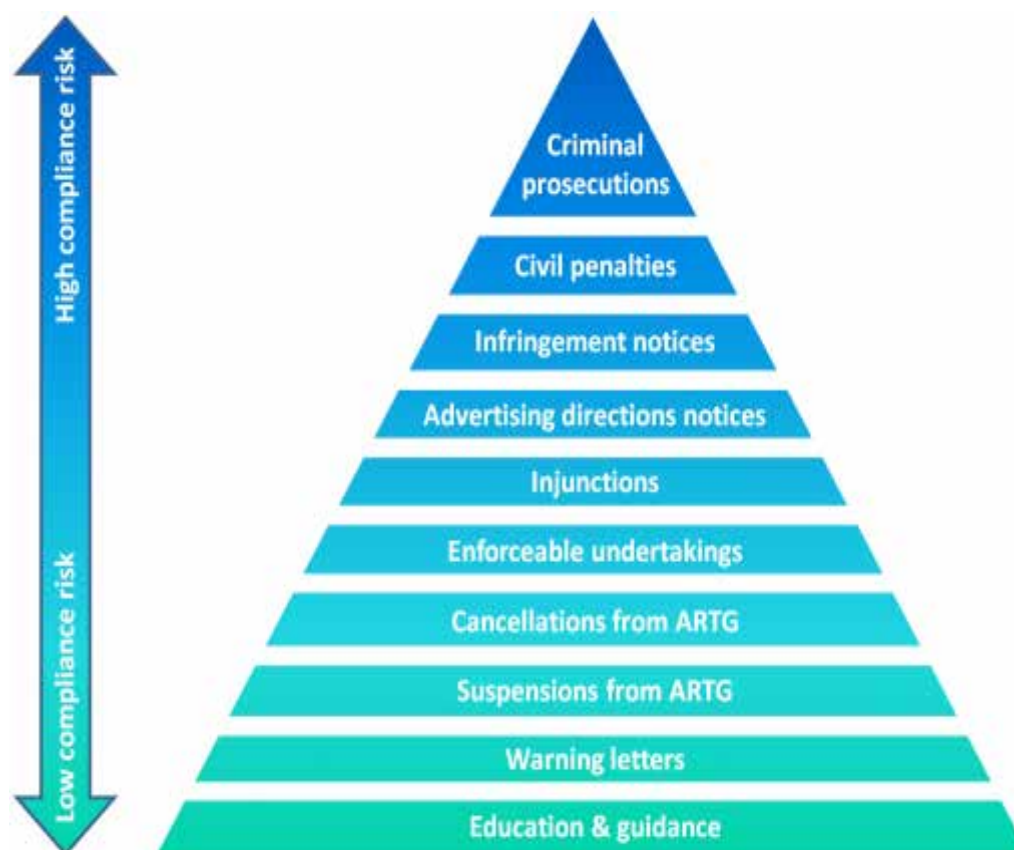 High compliance risk
Low compliance risk
Criminal
prosecutions
Civil penalties
Infringement notices
Advertising directions notices
Injunctions
Enforceable undertakings
Cancellations from ARTG
Suspensions from ARTG
Warning letters
Education & guidance